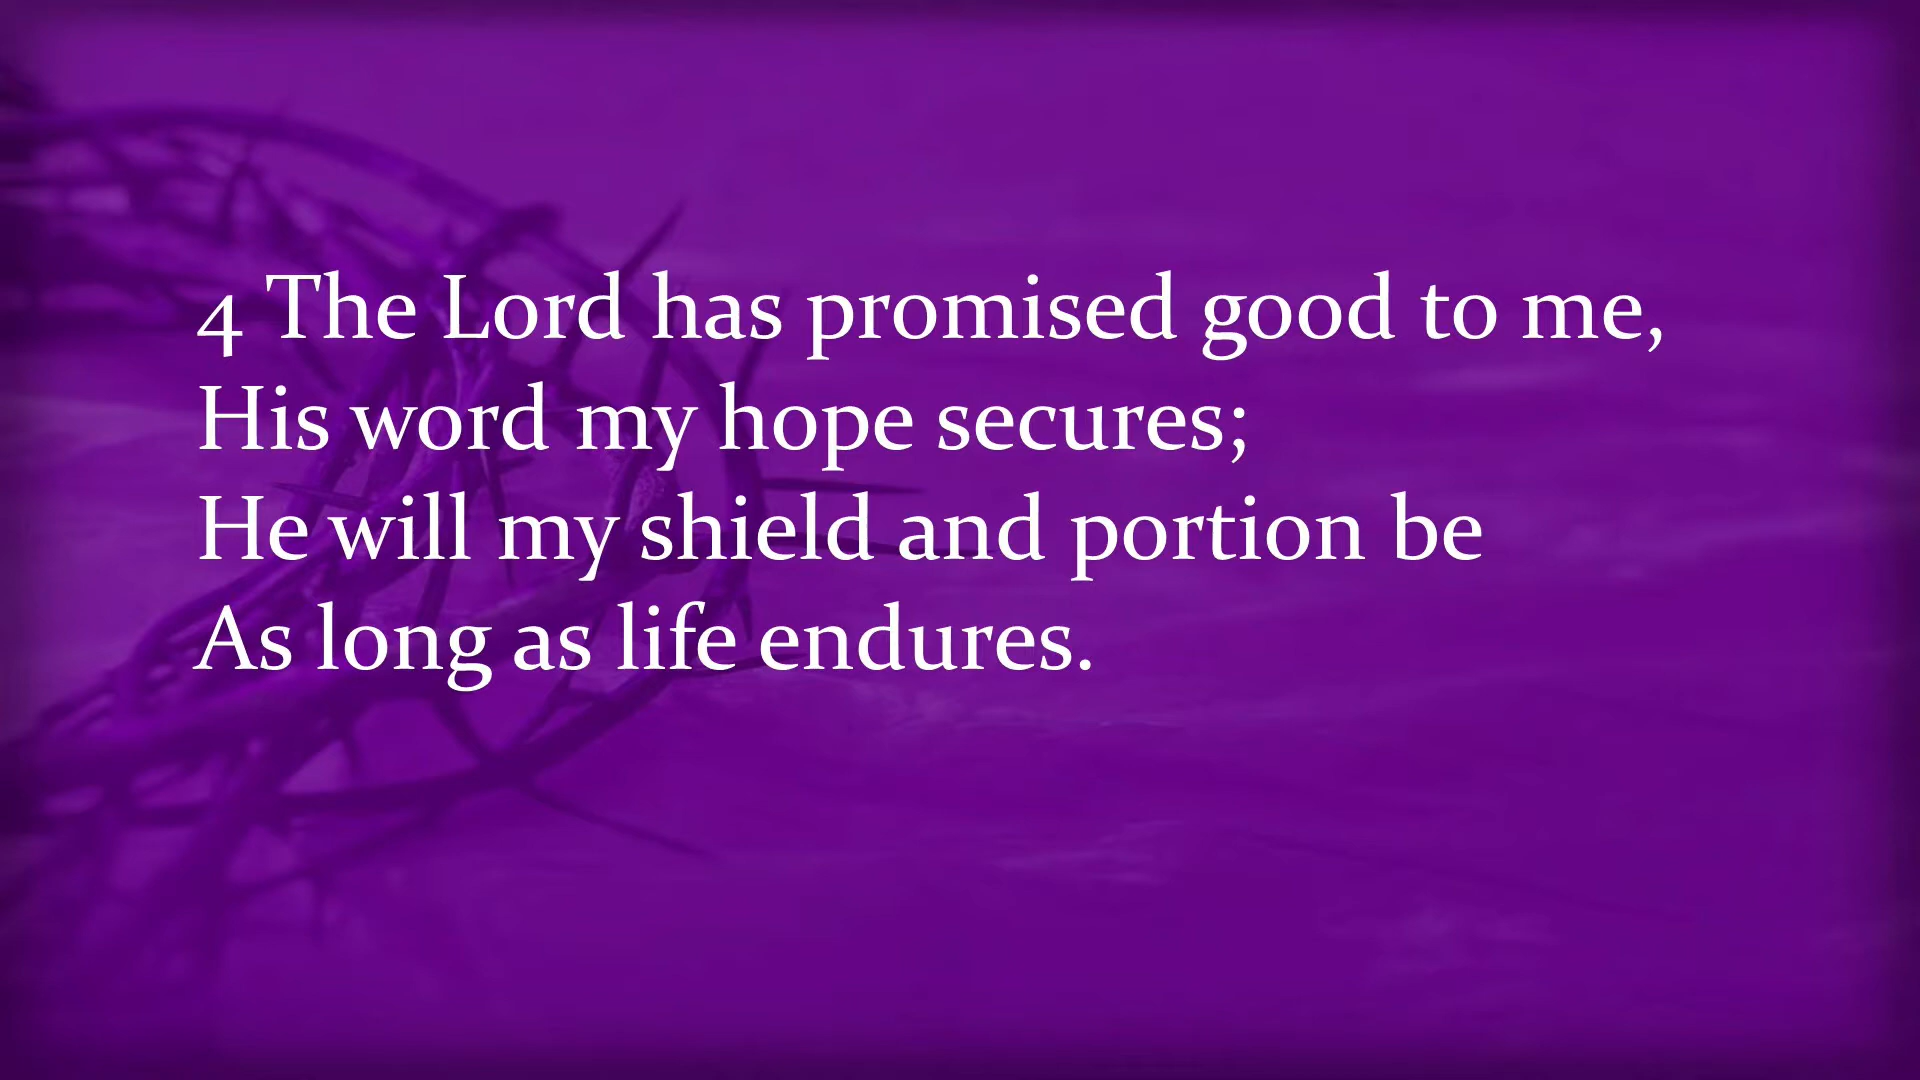 4 The Lord has promised good to me,
His word my hope secures;
He will my shield and portion be
As long as life endures.